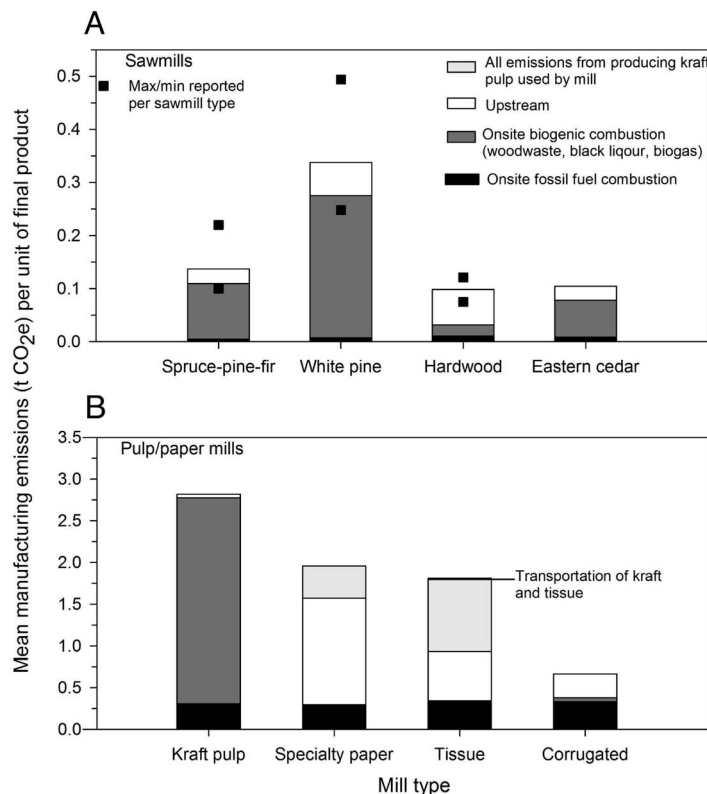 A
Sawmills
Max/min reported
per sawmill type
All emissions from producing kraft
pulp used by mill
Upstream
Onsite biogenic combustion
(woodwaste, black liqour, biogas)
Onsite fossil fuel combustion
0.5
0.4
0.3
0.2
0.1
0.0
Spruce-pine-fir White pine Hardwood Eastern cedar
Mean manufacturing emissions (t CO2e) per unit of final product
B
Pulp/paper mills
3.5
3.0
2.5
2.0
1.5
1.0
0.5
0.0
Transportation of kraft
and tissue
Kraft pulp Specialty paper Tissue Corrugated
Mill type